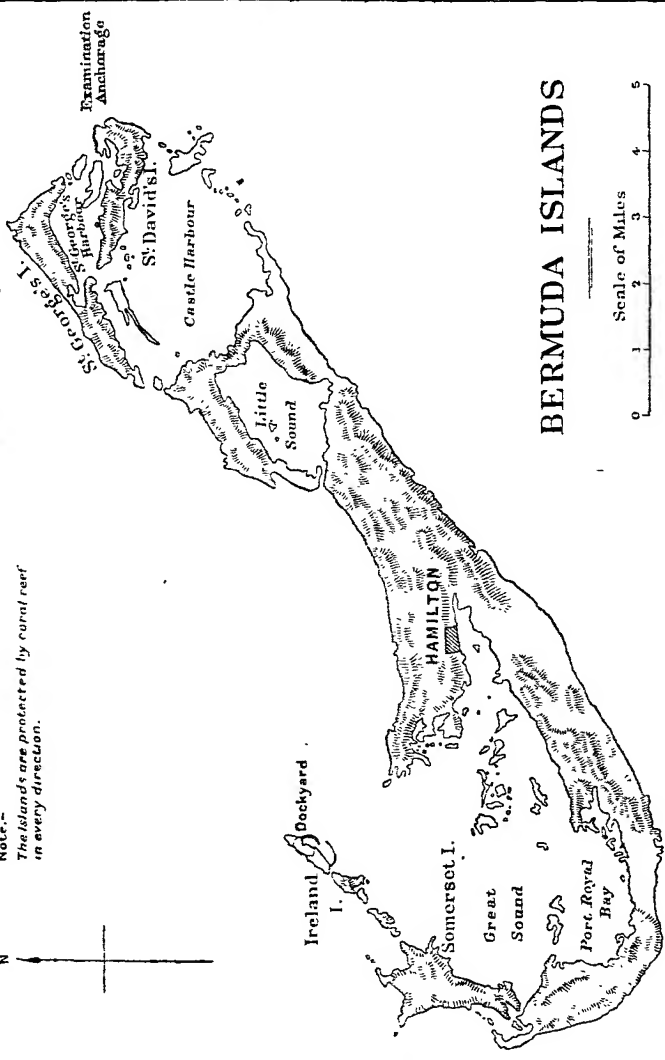 N
Note.-
The Islands are protected by coral reef
in every direction.
Examination
Anchorage
St. George's I.
St. George's
Harbour
St. David's I.
Castle Harbour
Little
Sound
HAMILTON
Dockyard
Ireland
I.
Somerset I.
Great
Sound
Port Royal
Bay
BERMUDA ISLANDS
Scale of Miles
0 1 2 3 4 5